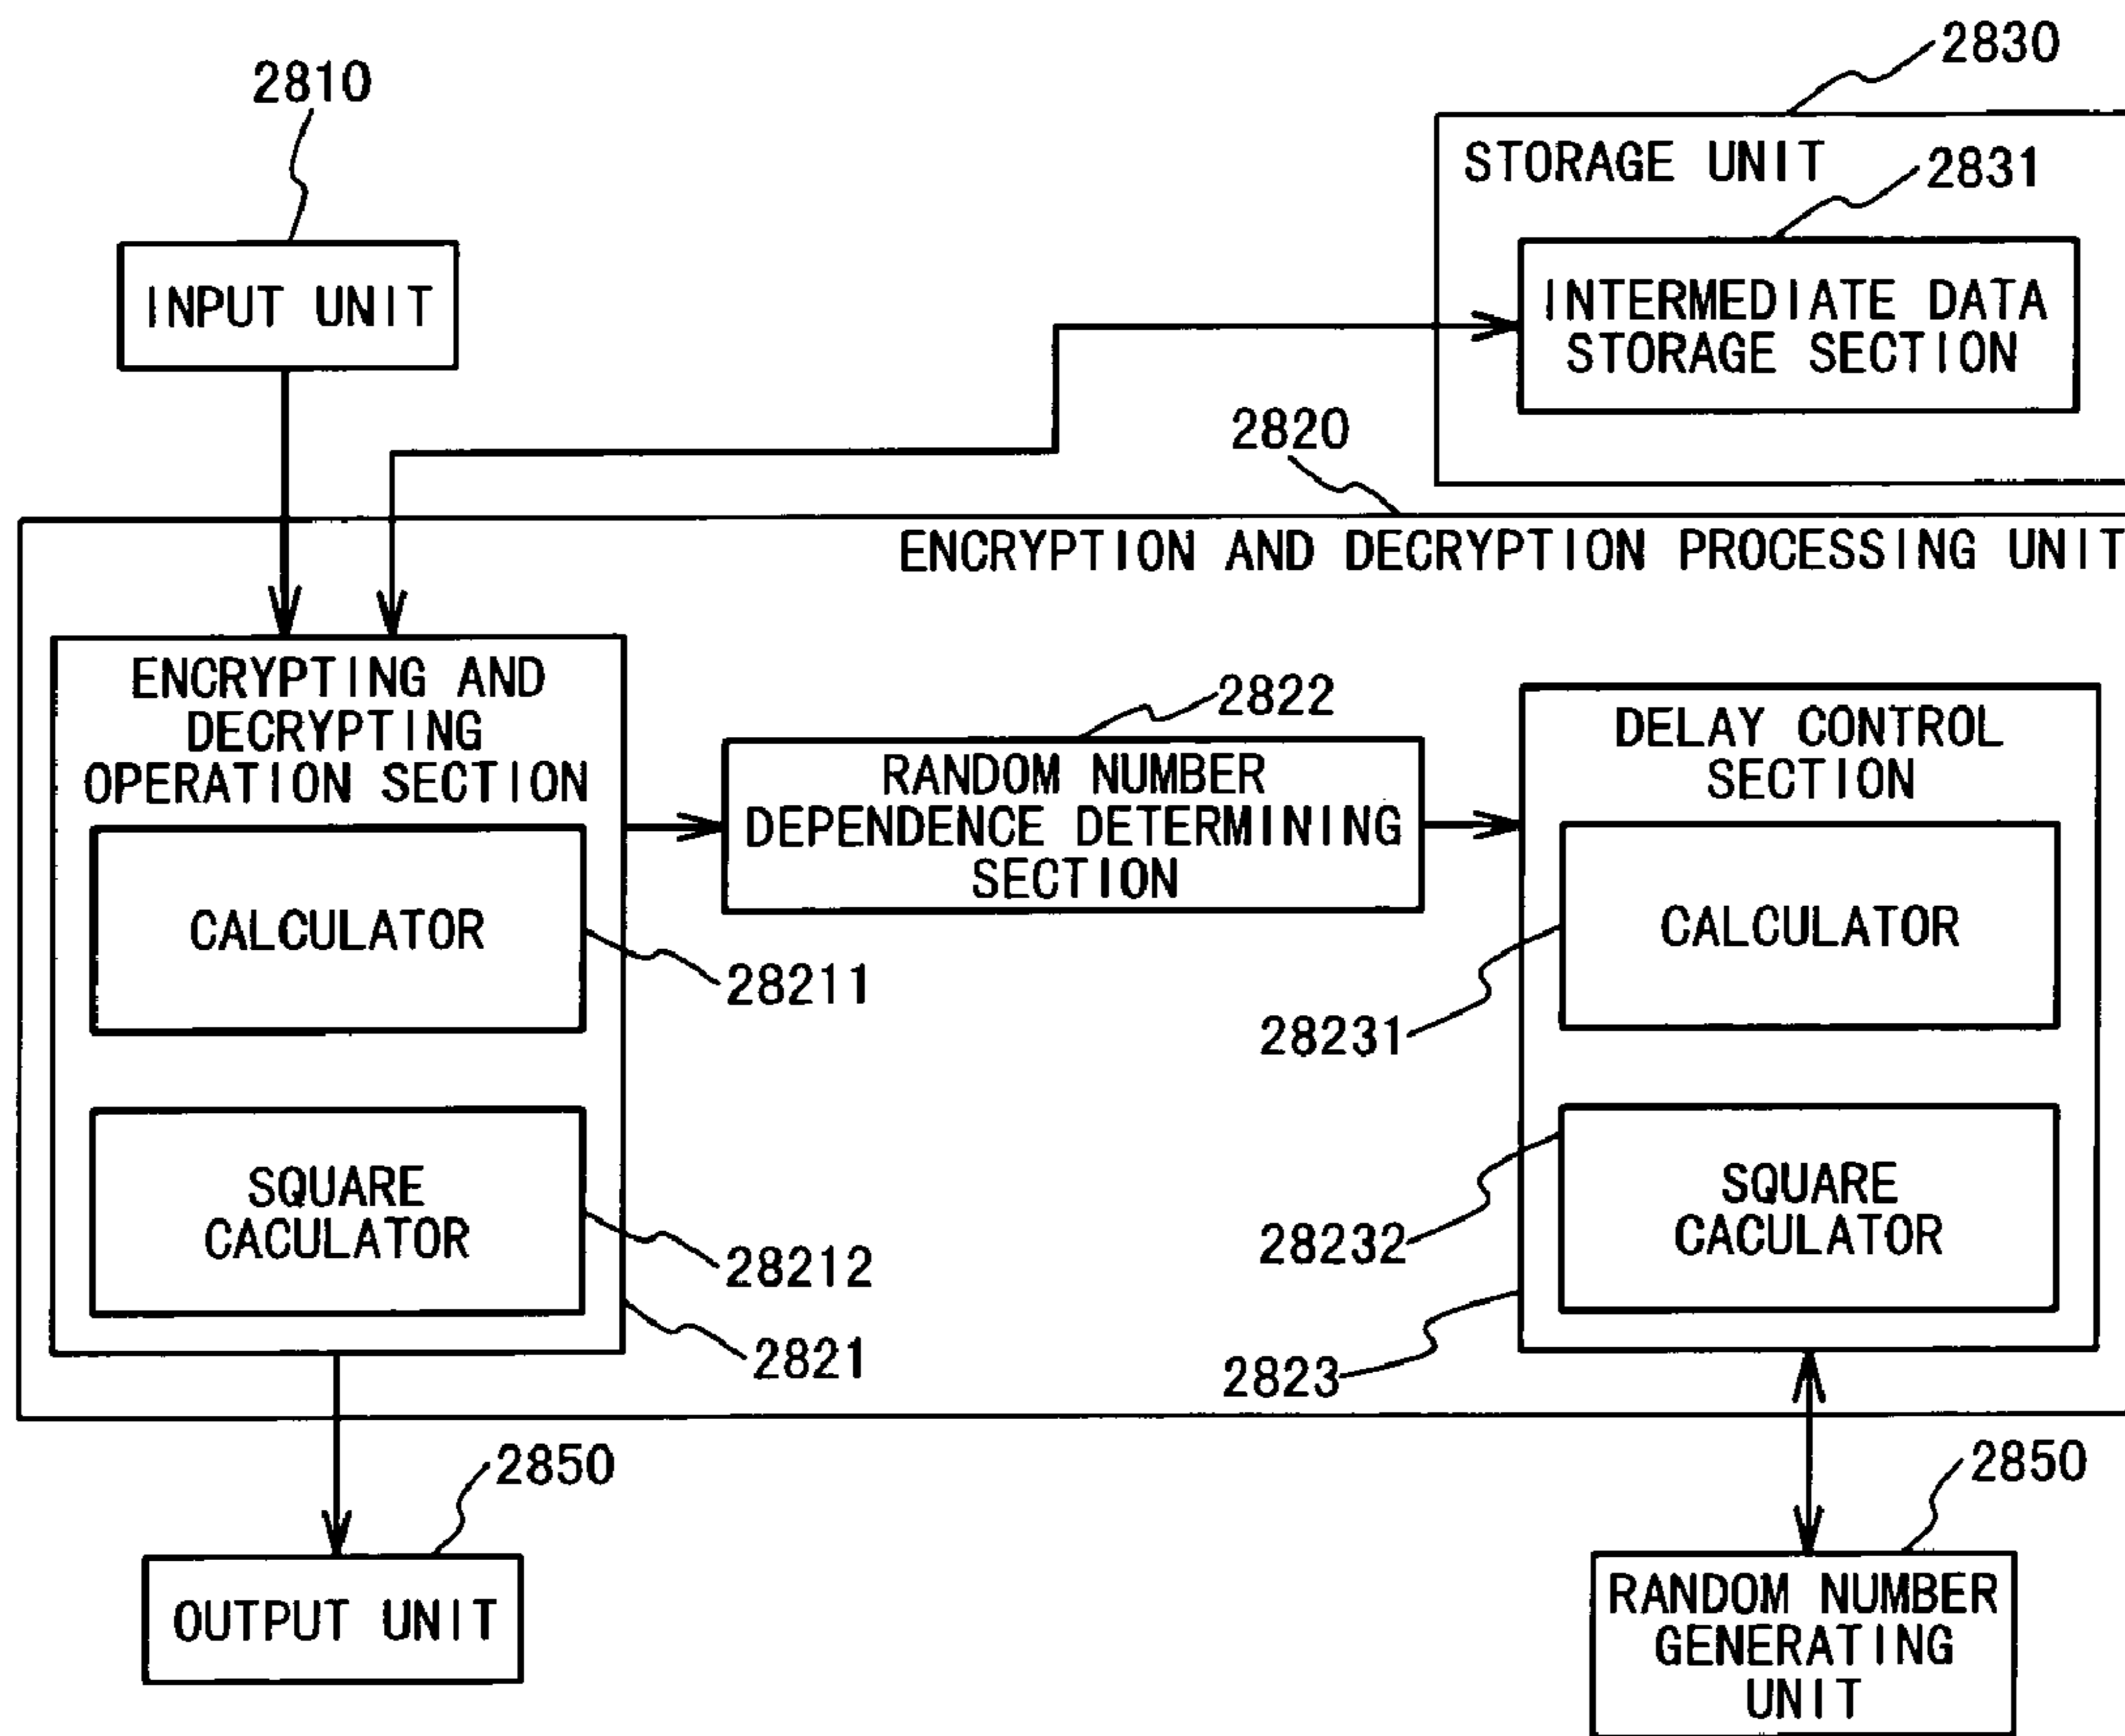 2830
2810
STORAGE UNIT
2831
INPUT UNIT
INTERMEDIATE DATA
STORAGE SECTION
2820
ENCRYPTION AND DECRYPTION PROCESSING UNIT
ENCRYPTING AND
DECRYPTING
OPERATION SECTION
2822
RANDOM NUMBER
DEPENDENCE DETERMINING
SECTION
DELAY CONTROL
SECTION
CALCULATOR
28211
CALCULATOR
28231
SQUARE
CACULATOR
28212
2821
SQUARE
CACULATOR
28232
2823
2850
OUTPUT UNIT
2850
RANDOM NUMBER
GENERATING
UNIT